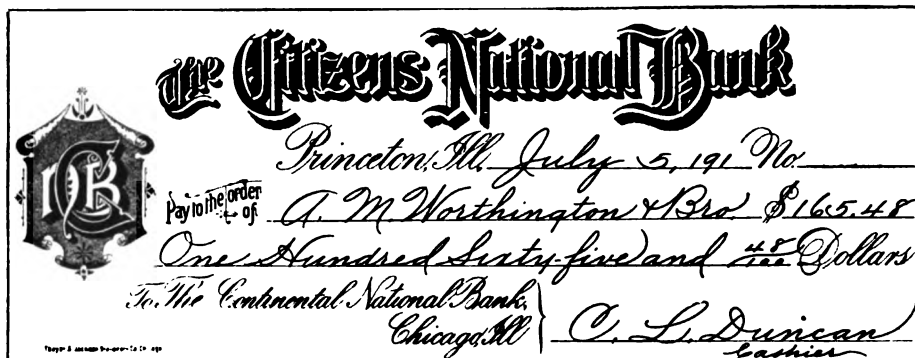 The Citizens National Bank
Princeton, Ill. July 5, 191 No.
Pay to the order of A. M Worthington & Bro. $165.48
One Hundred Sixty-five and 48/100 Dollars
To The Continental National Bank,
Chicago, Ill. C. L. Duncan
Cashier
NCB